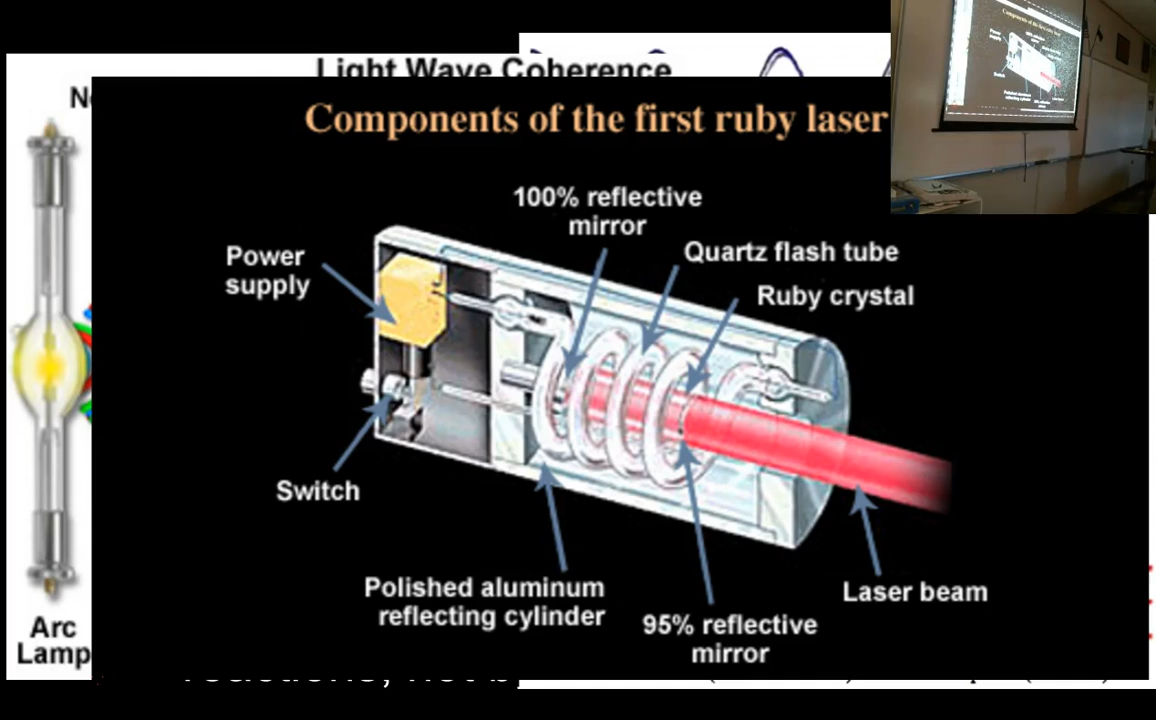 Light Wave Coherence
Components of the first ruby laser
100% reflective
mirror
Quartz flash tube
Ruby crystal
Power
supply
Switch
Polished aluminum
reflecting cylinder
95% reflective
mirror
Laser beam
Arc
Lamp